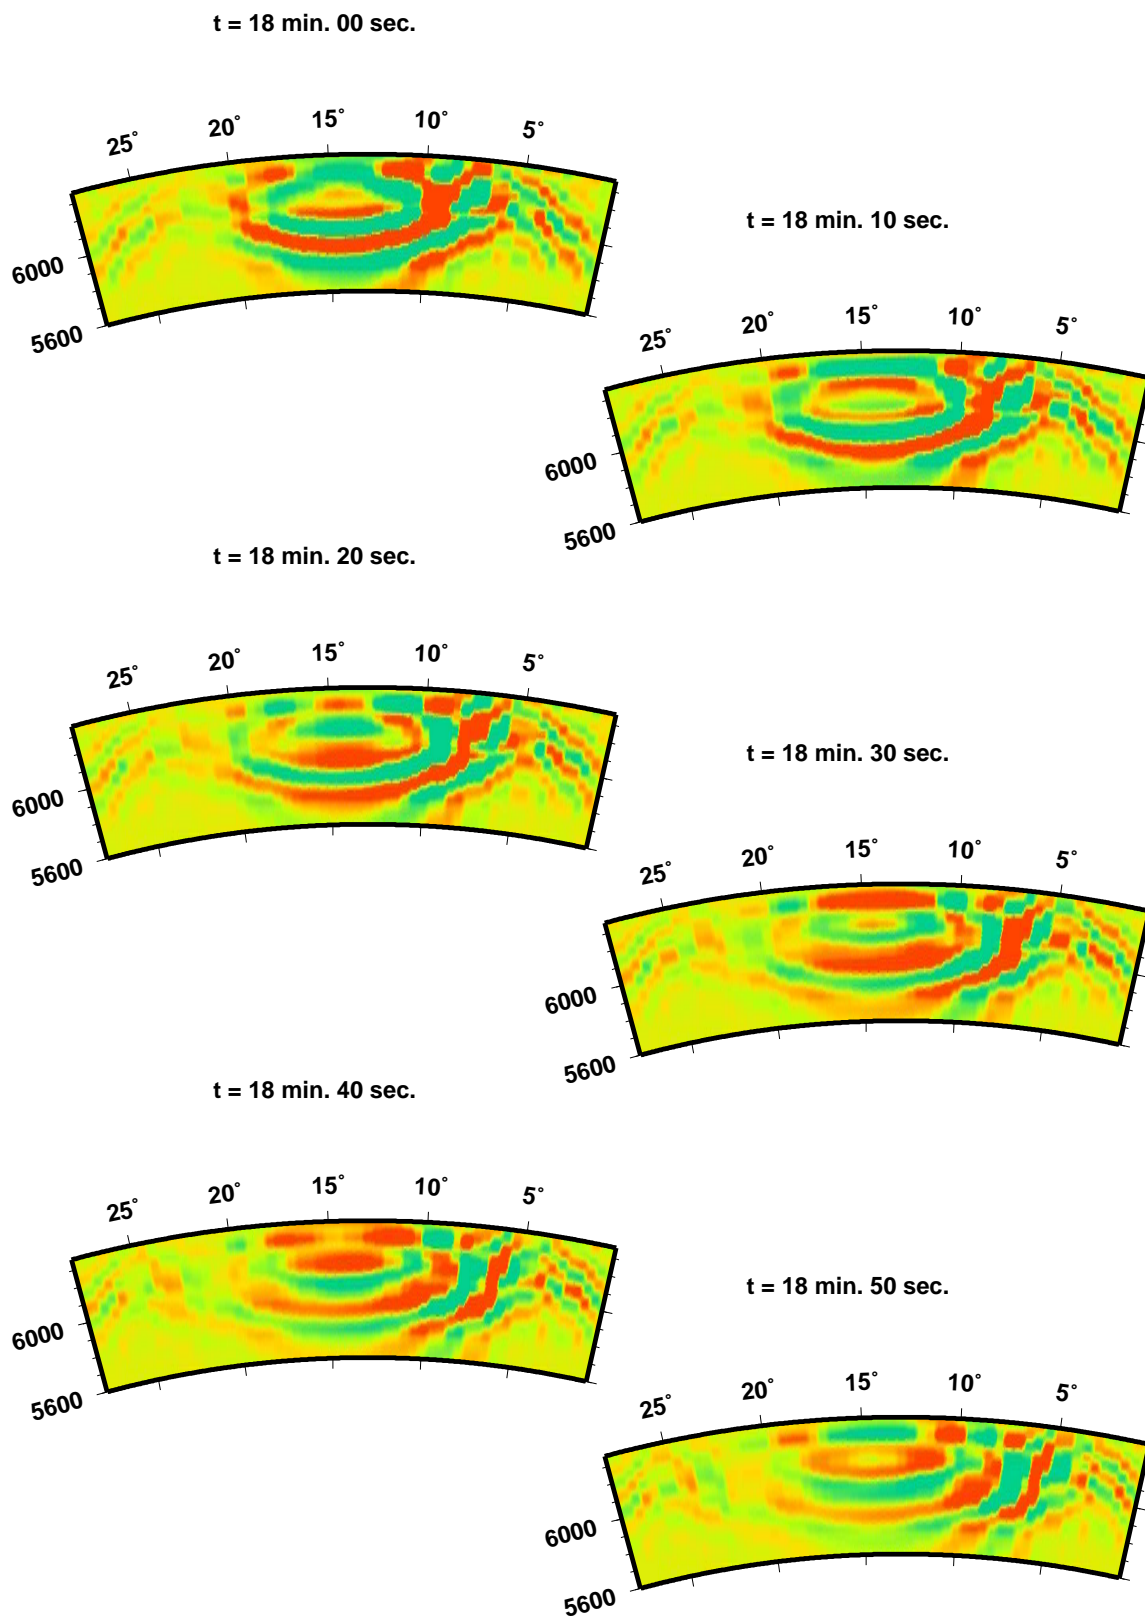 t = 18 min. 00 sec.
25° 20° 15° 10° 5°
6000
5600
t = 18 min. 10 sec.
25° 20° 15° 10° 5°
6000
5600
t = 18 min. 20 sec.
25° 20° 15° 10° 5°
6000
5600
t = 18 min. 30 sec.
25° 20° 15° 10° 5°
6000
5600
t = 18 min. 40 sec.
25° 20° 15° 10° 5°
6000
5600
t = 18 min. 50 sec.
25° 20° 15° 10° 5°
6000
5600